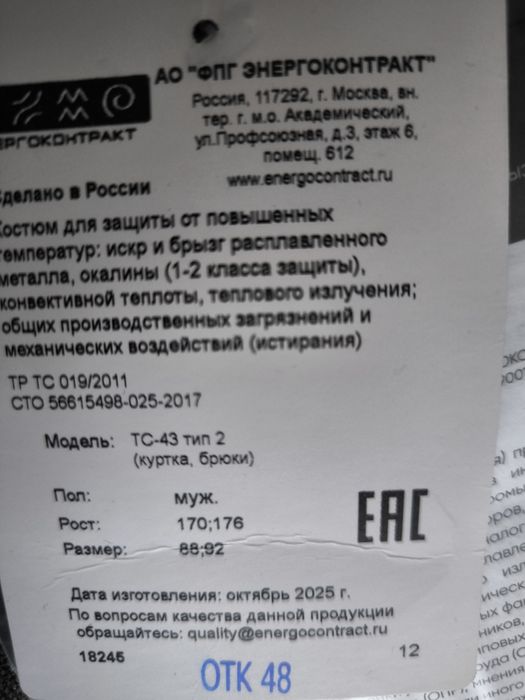 АО "ФПГ ЭНЕРГОКОНТРАКТ"
Россия, 117292, г. Москва, вн.
тер. г. м.о. Академический,
ул.Профсоюзная, д.3, этаж 6,
помещ. 612
www.energocontract.ru
ЭРГОКОНТРАКТ
Сделано в России
Костюм для защиты от повышенных
температур: искр и брызг расплавленного
металла, окалины (1-2 класса защиты),
конвективной теплоты, теплового излучения;
общих производственных загрязнений и
механических воздействий (истирания)
ТР ТС 019/2011
СТО 56615498-025-2017
Модель: ТС-43 тип 2
(куртка, брюки)
Пол: муж.
Рост: 170;176
Размер: 88;92
EAC
Дата изготовления: октябрь 2025 г.
По вопросам качества данной продукции
обращайтесь: quality@energocontract.ru
18245 12
ОТК 48